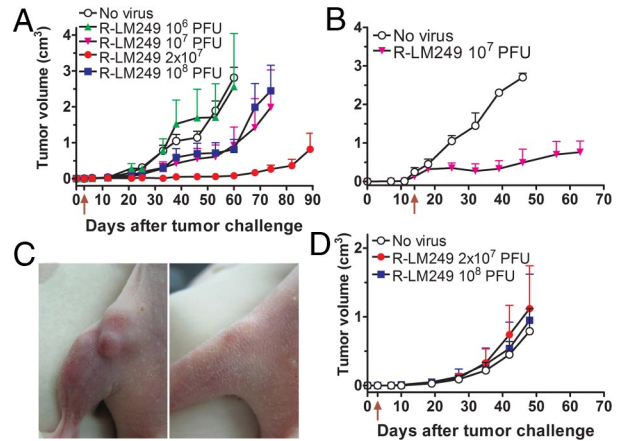 A
No virus
R-LM249 10⁶ PFU
R-LM249 10⁷ PFU
R-LM249 2x10⁷
R-LM249 10⁸ PFU
Tumor volume (cm³)
4
3
2
1
0
0 10 20 30 40 50 60 70 80 90
Days after tumor challenge
B
No virus
R-LM249 10⁷ PFU
4
3
2
1
0
0 10 20 30 40 50 60 70
C
D
No virus
R-LM249 2x10⁷ PFU
R-LM249 10⁸ PFU
Tumor volume (cm³)
2
1
0
0 10 20 30 40 50 60 70
Days after tumor challenge